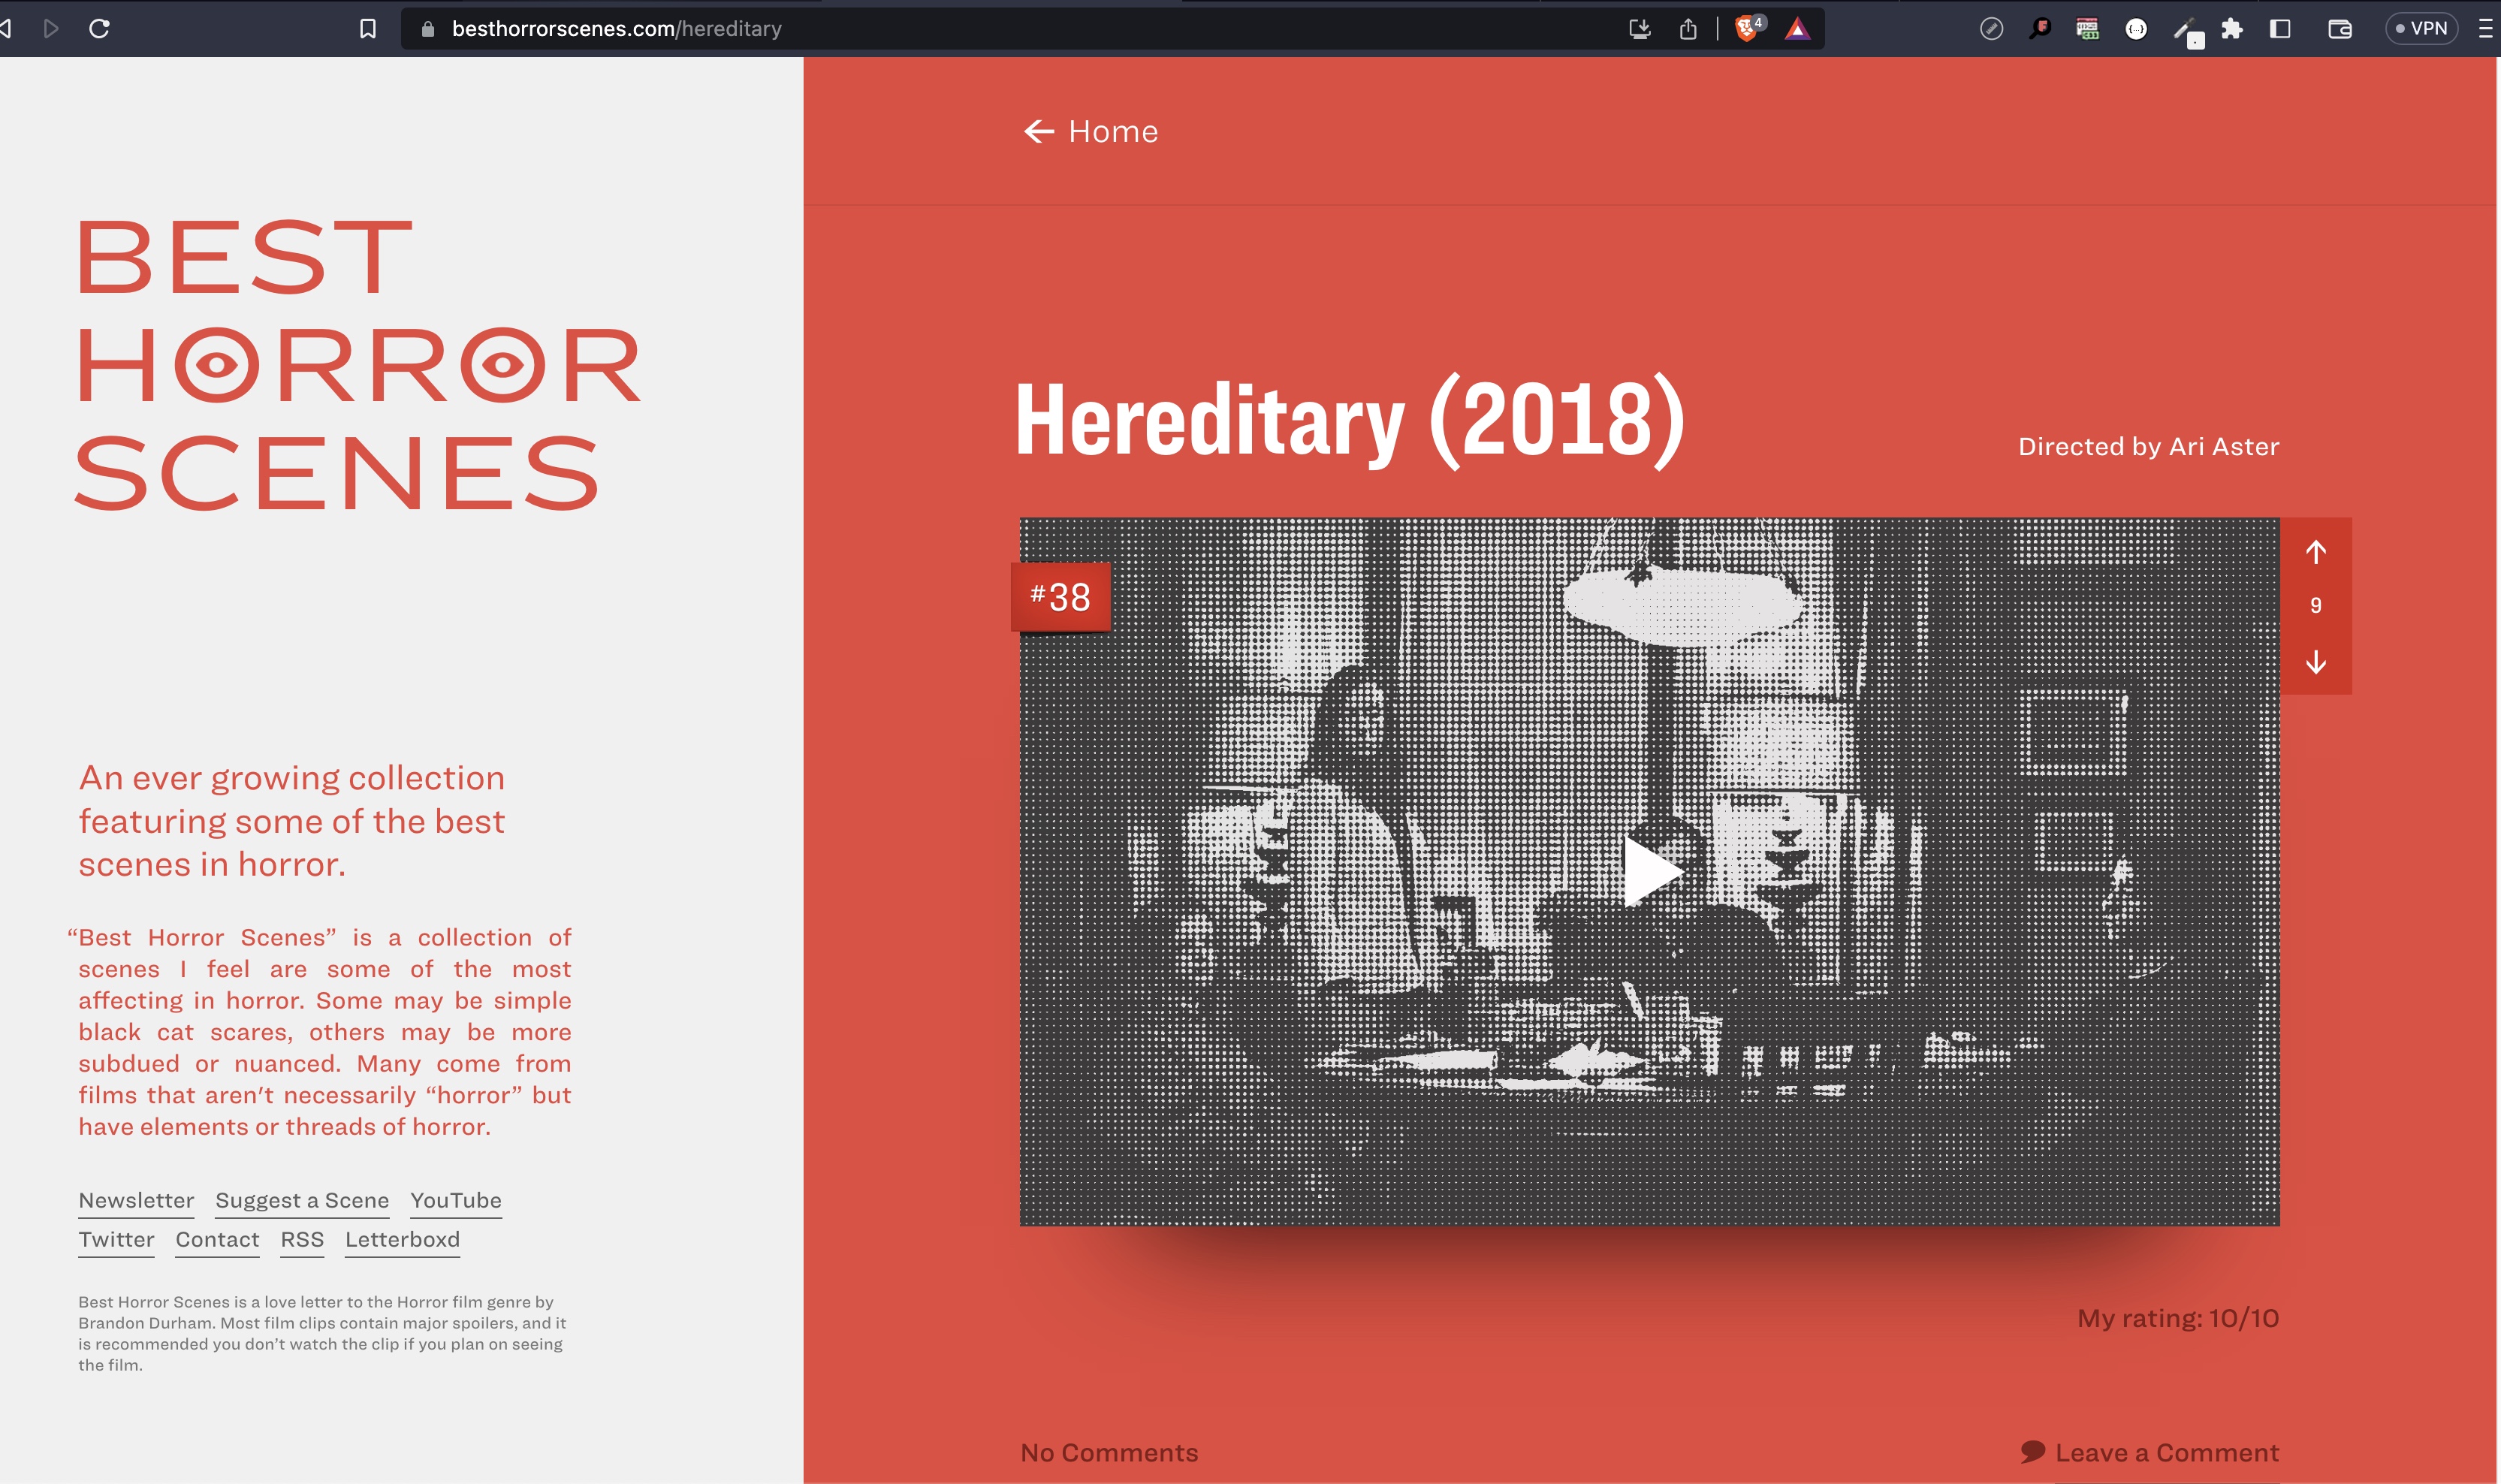 besthorrorscenes.com/hereditary
4
VPN
← Home
BEST
HORROR
SCENES
Hereditary (2018)
Directed by Ari Aster
#38
9
An ever growing collection
featuring some of the best
scenes in horror.
“Best Horror Scenes” is a collection of
scenes I feel are some of the most
affecting in horror. Some may be simple
black cat scares, others may be more
subdued or nuanced. Many come from
films that aren't necessarily “horror” but
have elements or threads of horror.
Newsletter Suggest a Scene YouTube
Twitter Contact RSS Letterboxd
Best Horror Scenes is a love letter to the Horror film genre by
Brandon Durham. Most film clips contain major spoilers, and it
is recommended you don’t watch the clip if you plan on seeing
the film.
My rating: 10/10
No Comments
Leave a Comment